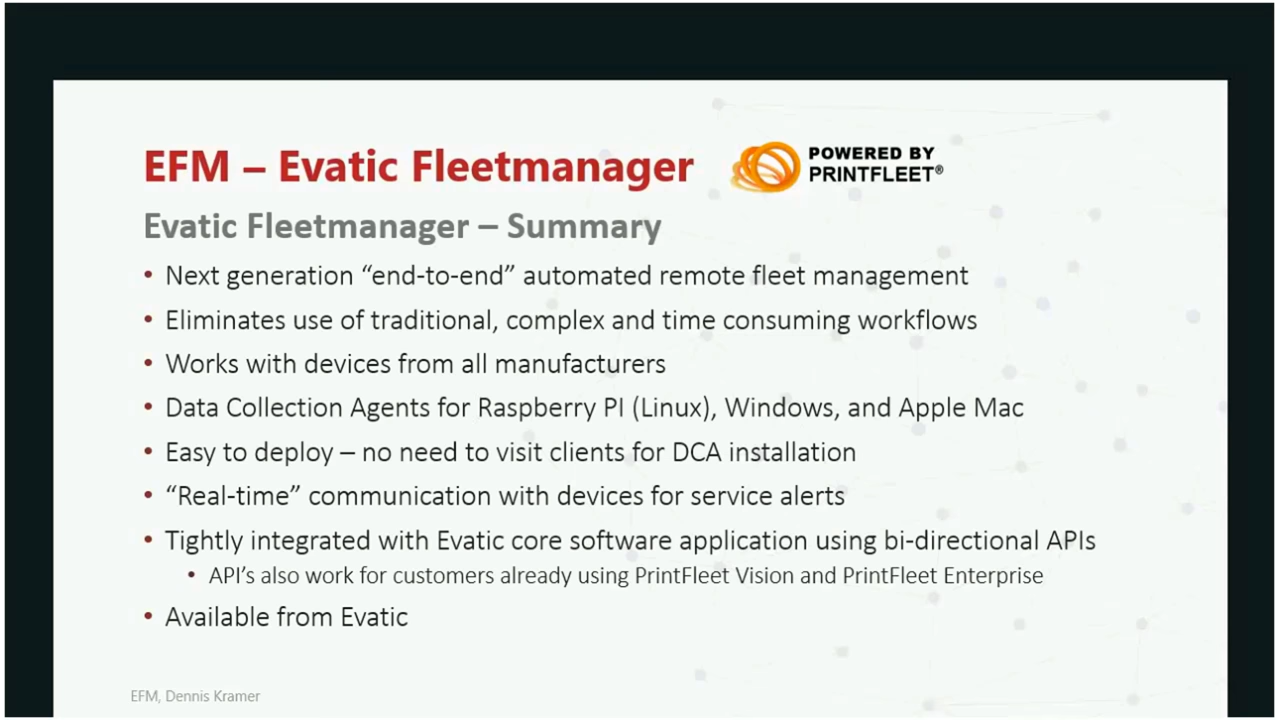 EFM – Evatic Fleetmanager
POWERED BY
PRINTFLEET®
Evatic Fleetmanager – Summary
• Next generation “end-to-end” automated remote fleet management
• Eliminates use of traditional, complex and time consuming workflows
• Works with devices from all manufacturers
• Data Collection Agents for Raspberry PI (Linux), Windows, and Apple Mac
• Easy to deploy – no need to visit clients for DCA installation
• “Real-time” communication with devices for service alerts
• Tightly integrated with Evatic core software application using bi-directional APIs
• API’s also work for customers already using PrintFleet Vision and PrintFleet Enterprise
• Available from Evatic
EFM, Dennis Kramer